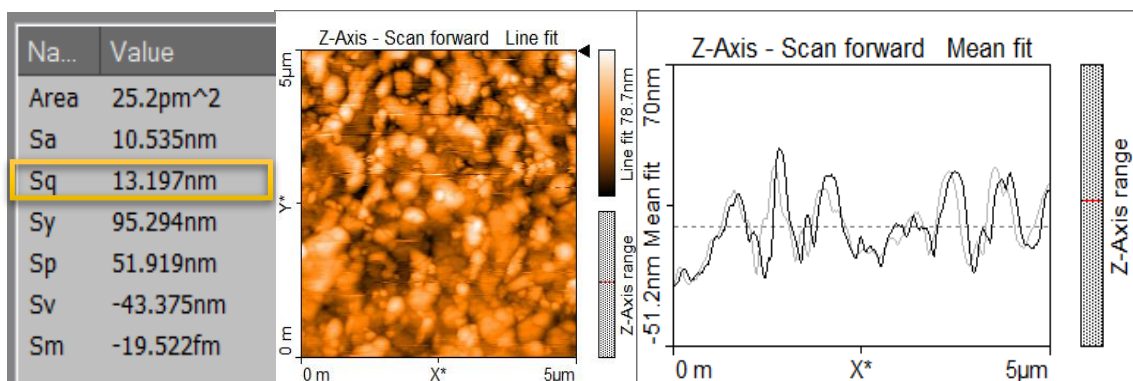 Na... Value
Area 25.2pm^2
Sa 10.535nm
Sq 13.197nm
Sy 95.294nm
Sp 51.919nm
Sv -43.375nm
Sm -19.522fm
Z-Axis - Scan forward Line fit
5µm
Y*
0 m
0 m X* 5µm
Line fit 78.7nm
Z-Axis range
Z-Axis - Scan forward Mean fit
70nm
Mean fit
-51.2nm
0 m X* 5µm
Z-Axis range